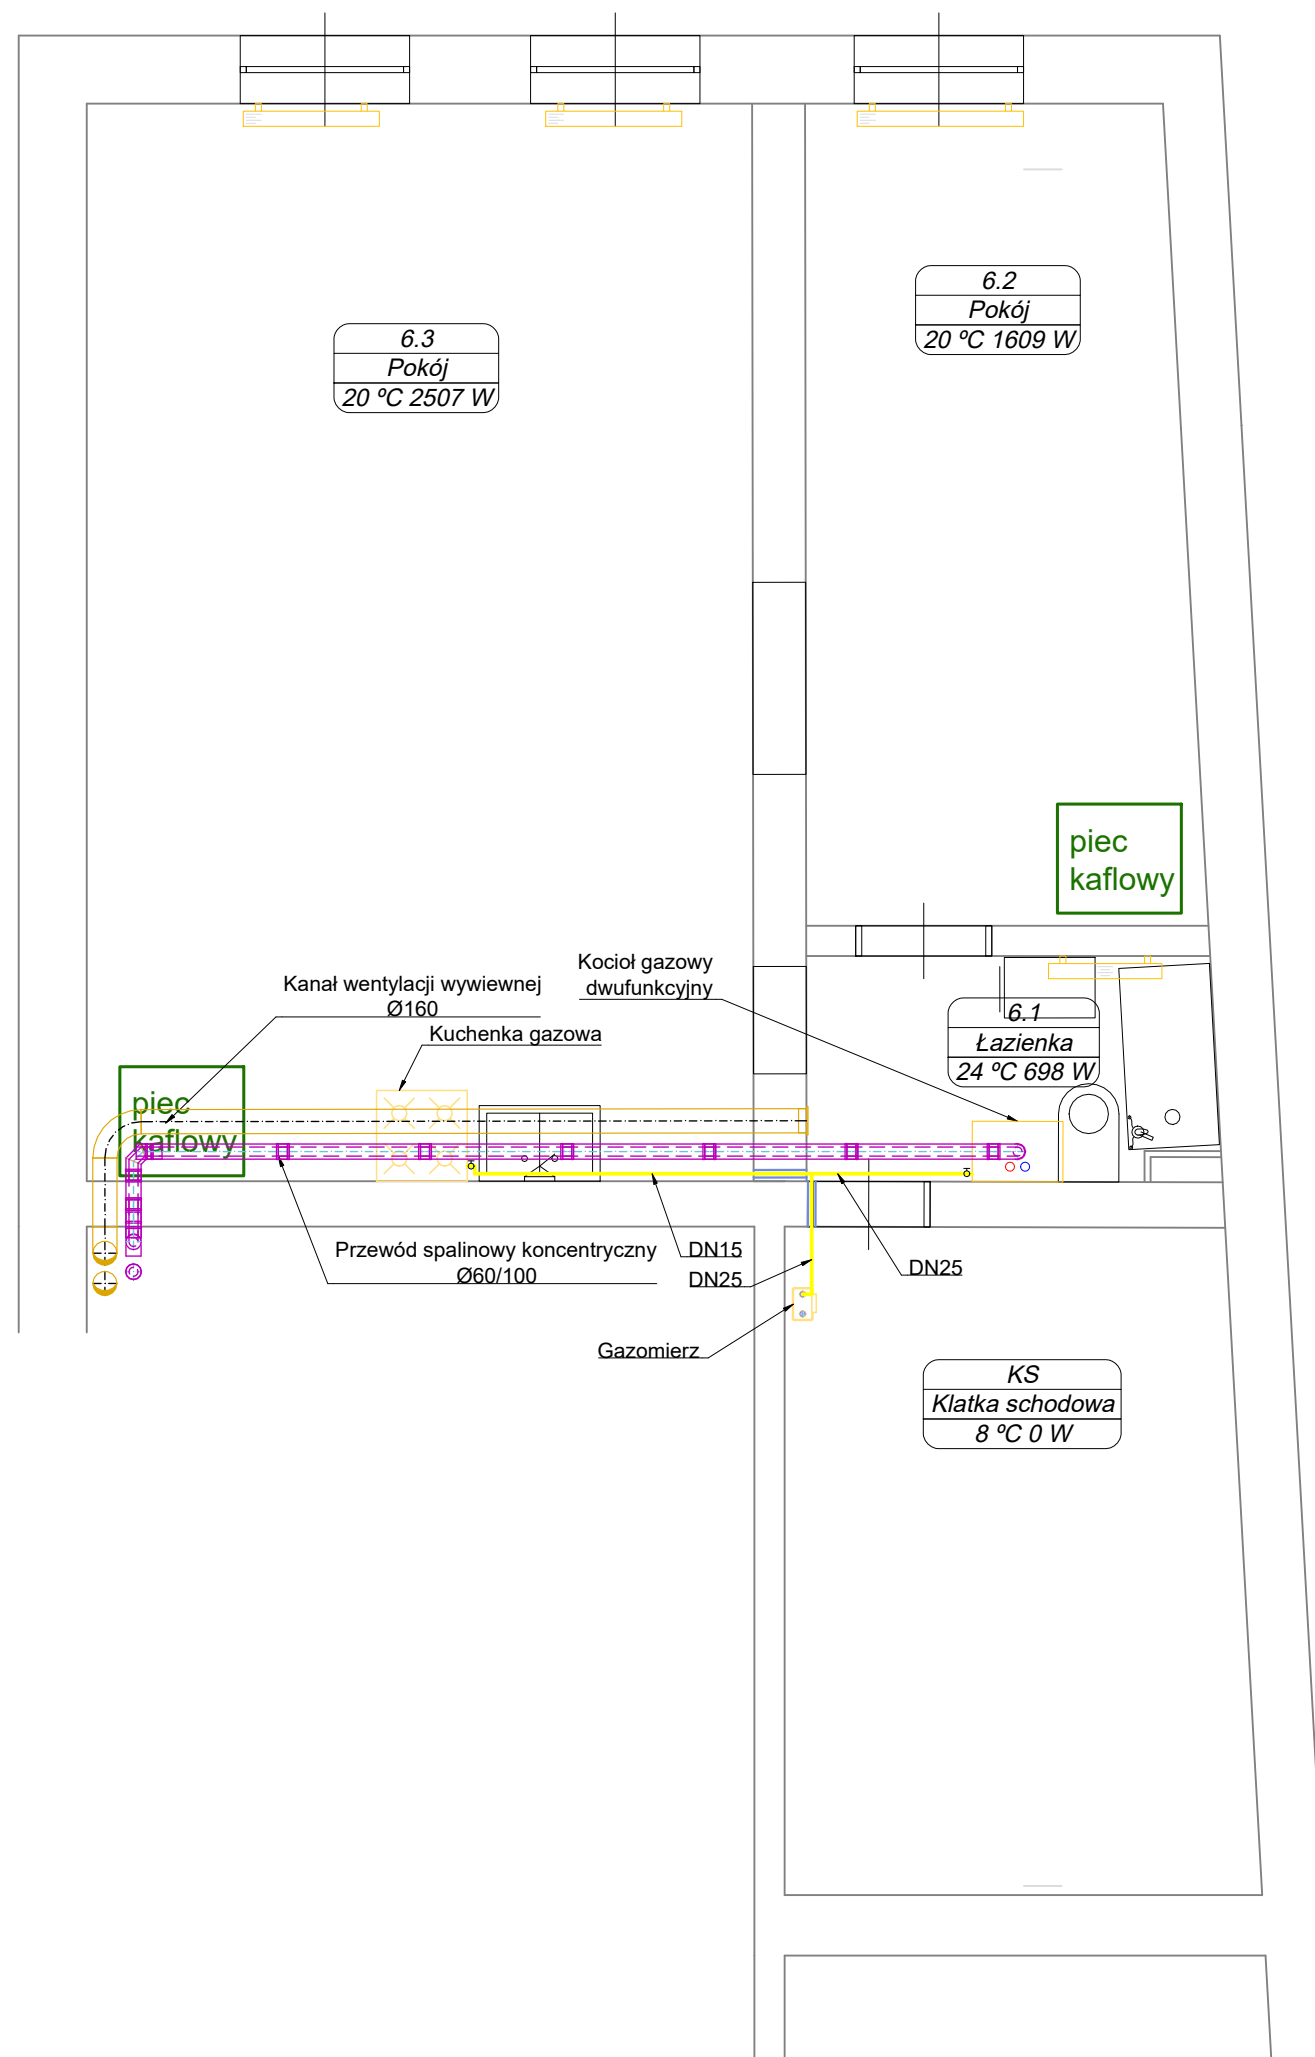 6.2
Pokój
20 ºC 1609 W
6.3
Pokój
20 ºC 2507 W
piec
kaflowy
Kocioł gazowy
dwufunkcyjny
Kanał wentylacji wywiewnej
Ø160
Kuchenka gazowa
6.1
Łazienka
24 ºC 698 W
piec
kaflowy
Przewód spalinowy koncentryczny
Ø60/100
DN15
DN25
DN25
Gazomierz
KS
Klatka schodowa
8 ºC 0 W